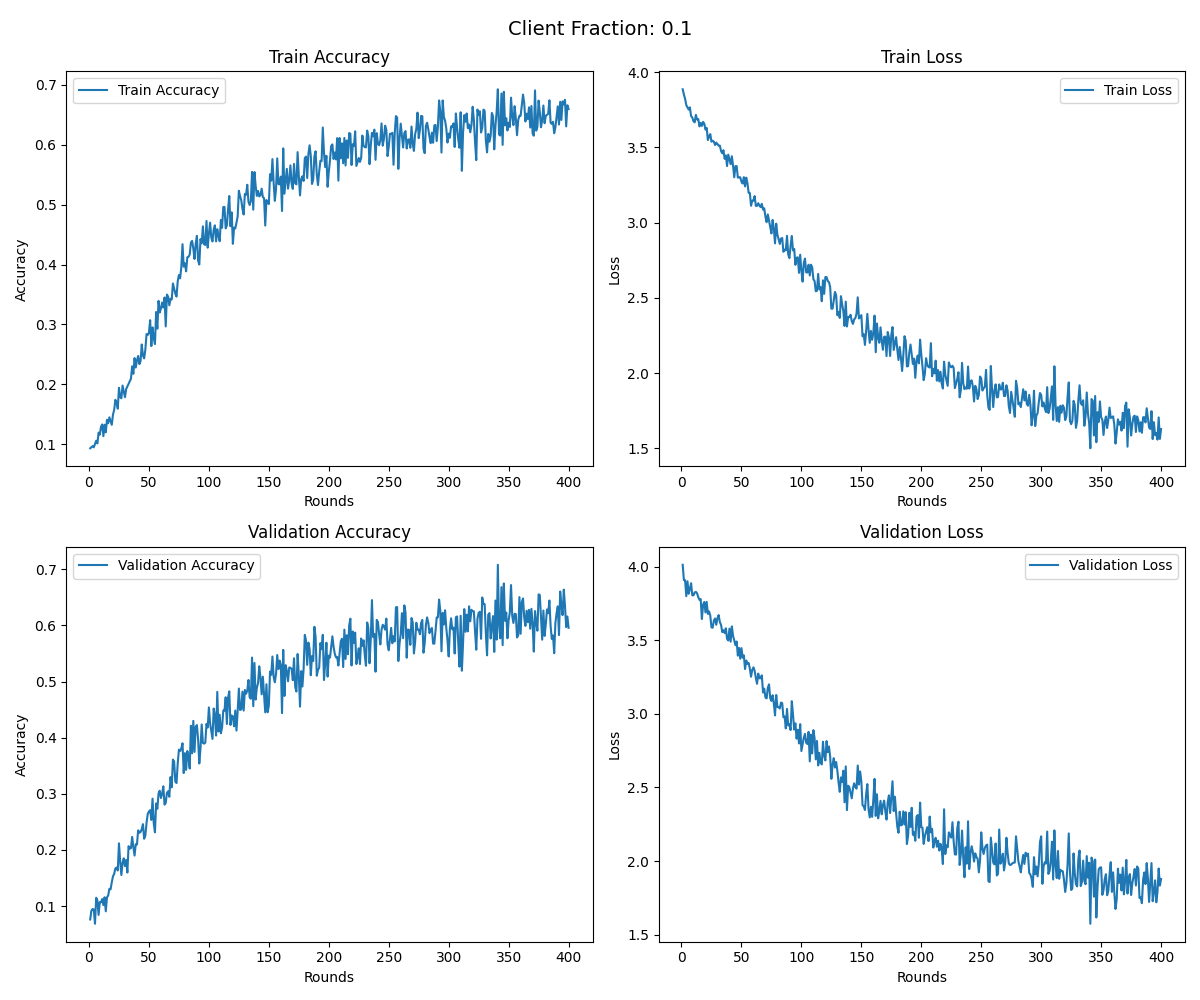 Client Fraction: 0.1
Train Accuracy
Train Accuracy
Accuracy
0.7
0.6
0.5
0.4
0.3
0.2
0.1
0 50 100 150 200 250 300 350 400
Rounds
Train Loss
Train Loss
Loss
4.0
3.5
3.0
2.5
2.0
1.5
0 50 100 150 200 250 300 350 400
Rounds
Validation Accuracy
Validation Accuracy
Accuracy
0.7
0.6
0.5
0.4
0.3
0.2
0.1
0 50 100 150 200 250 300 350 400
Rounds
Validation Loss
Validation Loss
Loss
4.0
3.5
3.0
2.5
2.0
1.5
0 50 100 150 200 250 300 350 400
Rounds